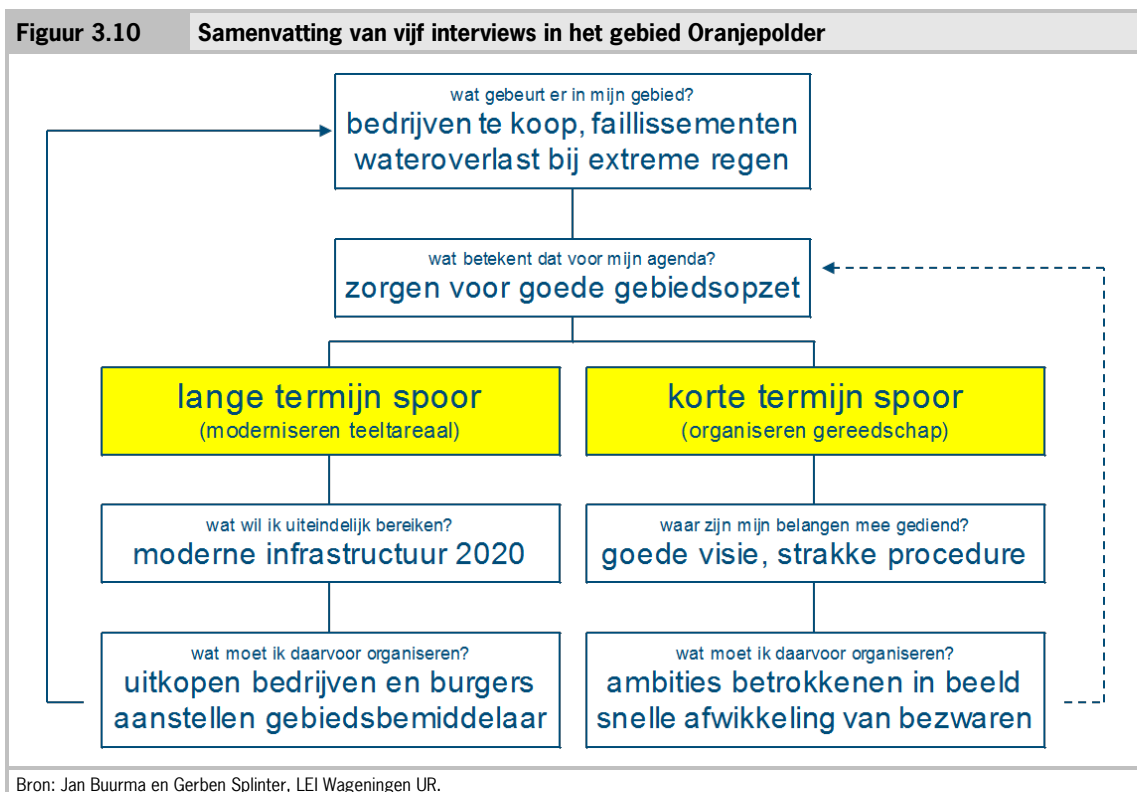 Figuur 3.10 Samenvatting van vijf interviews in het gebied Oranjepolder
wat gebeurt er in mijn gebied?
bedrijven te koop, faillissementen
wateroverlast bij extreme regen
wat betekent dat voor mijn agenda?
zorgen voor goede gebiedsopzet
lange termijn spoor
(moderniseren teeltareaal)
korte termijn spoor
(organiseren gereedschap)
wat wil ik uiteindelijk bereiken?
moderne infrastructuur 2020
waar zijn mijn belangen mee gediend?
goede visie, strakke procedure
wat moet ik daarvoor organiseren?
uitkopen bedrijven en burgers
aanstellen gebiedsbemiddelaar
wat moet ik daarvoor organiseren?
ambities betrokkenen in beeld
snelle afwikkeling van bezwaren
Bron: Jan Buurma en Gerben Splinter, LEI Wageningen UR.